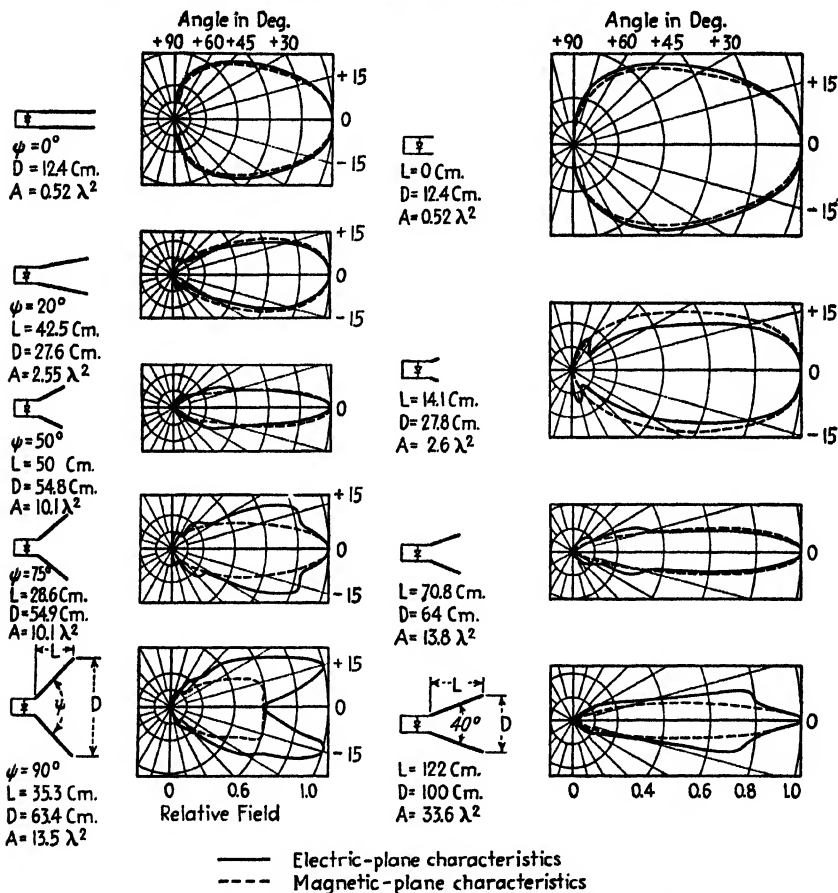 Angle in Deg.
+90 +60 +45 +30
+15
0
-15
ψ = 0°
D = 12.4 Cm.
A = 0.52 λ²
+15
0
-15
ψ = 20°
L = 42.5 Cm.
D = 27.6 Cm.
A = 2.55 λ²
0
ψ = 50°
L = 50 Cm.
D = 54.8 Cm.
A = 10.1 λ²
+15
0
-15
ψ = 75°
L = 28.6 Cm.
D = 54.9 Cm.
A = 10.1 λ²
L
ψ
D
+15
0
-15
ψ = 90°
L = 35.3 Cm.
D = 63.4 Cm.
A = 13.5 λ²
0 0.6 1.0
Relative Field
Angle in Deg.
+90 +60 +45 +30
+15
0
-15
L = 0 Cm.
D = 12.4 Cm.
A = 0.52 λ²
+15
0
-15
L = 14.1 Cm.
D = 27.8 Cm.
A = 2.6 λ²
0
L = 70.8 Cm.
D = 64 Cm.
A = 13.8 λ²
L
40°
D
0
L = 122 Cm.
D = 100 Cm.
A = 33.6 λ²
0 0.4 0.6 0.8 1.0
Electric-plane characteristics
Magnetic-plane characteristics